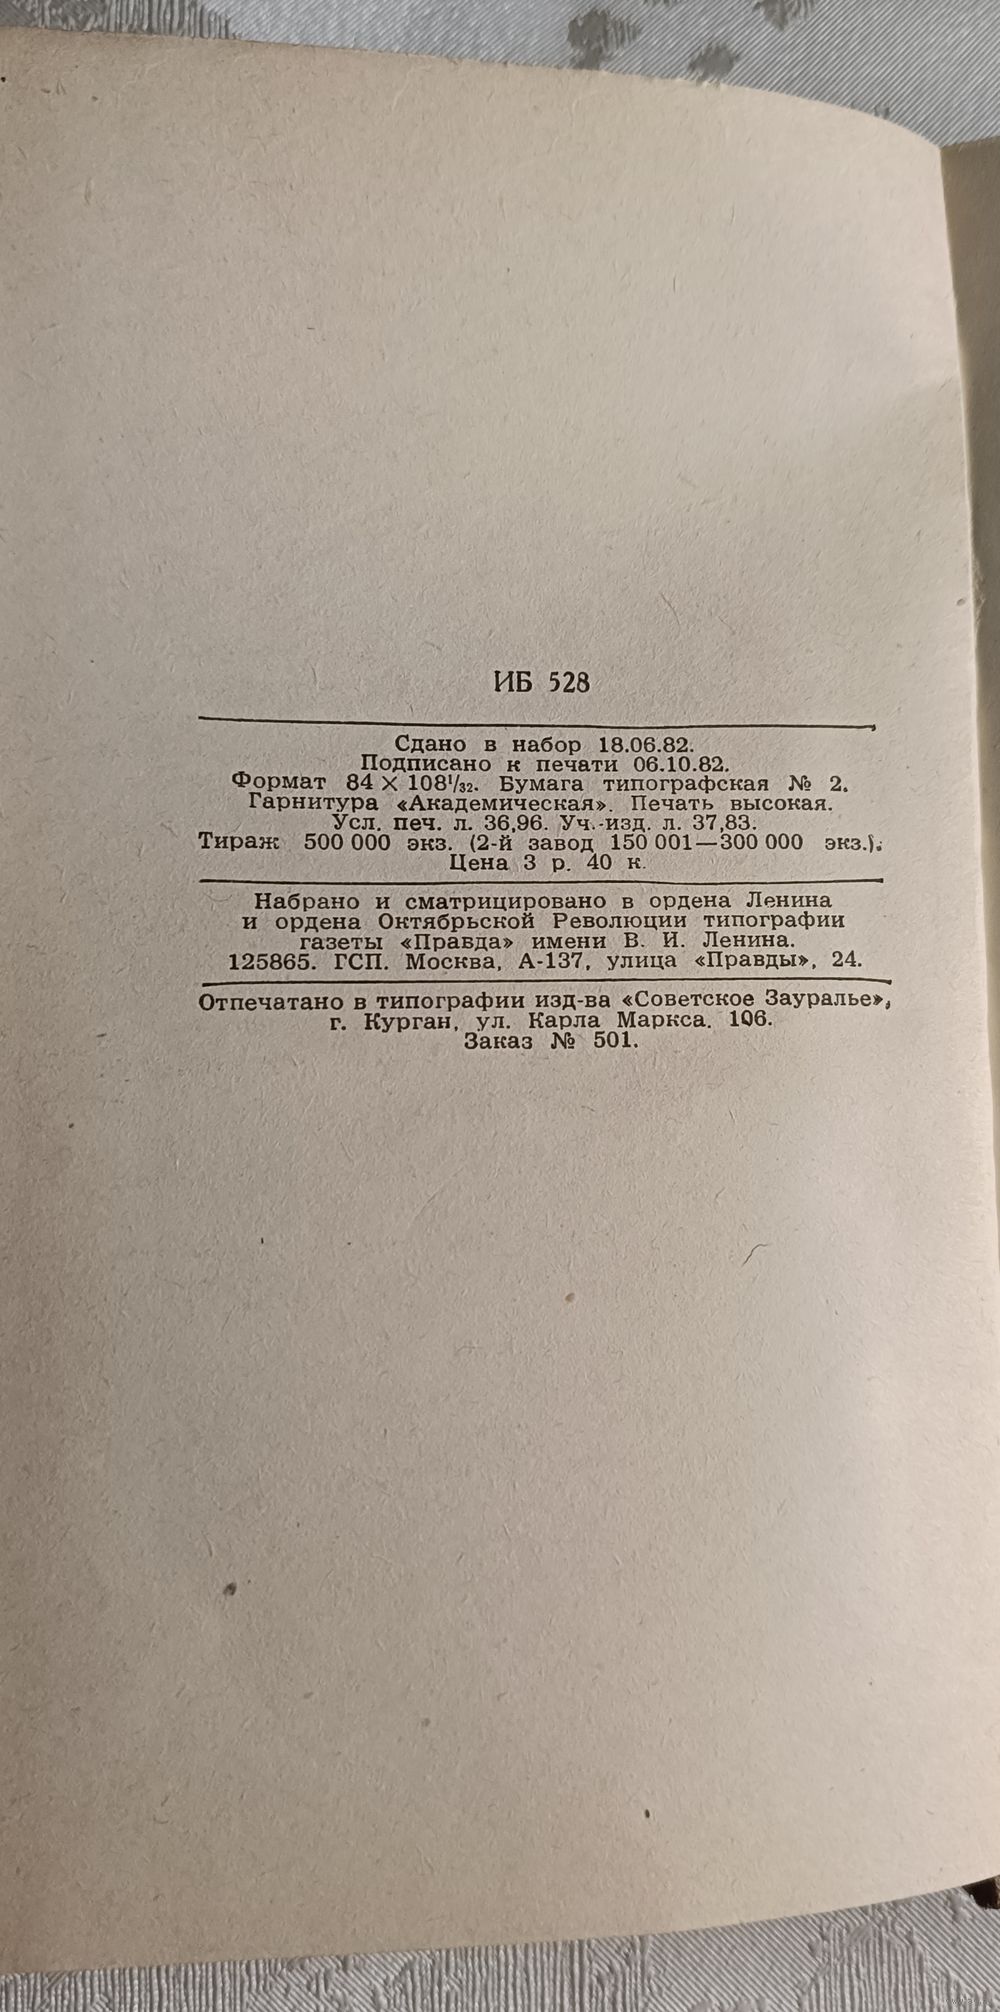 ИБ 528
Сдано в набор 18.06.82.
Подписано к печати 06.10.82.
Формат 84 × 108¹/₃₂. Бумага типографская № 2.
Гарнитура «Академическая». Печать высокая.
Усл. печ. л. 36,96. Уч.-изд. л. 37,83.
Тираж 500 000 экз. (2-й завод 150 001—300 000 экз.).
Цена 3 р. 40 к.
Набрано и сматрицировано в ордена Ленина
и ордена Октябрьской Революции типографии
газеты «Правда» имени В. И. Ленина.
125865. ГСП. Москва, А-137, улица «Правды», 24.
Отпечатано в типографии изд-ва «Советское Зауралье»,
г. Курган, ул. Карла Маркса. 106.
Заказ № 501.